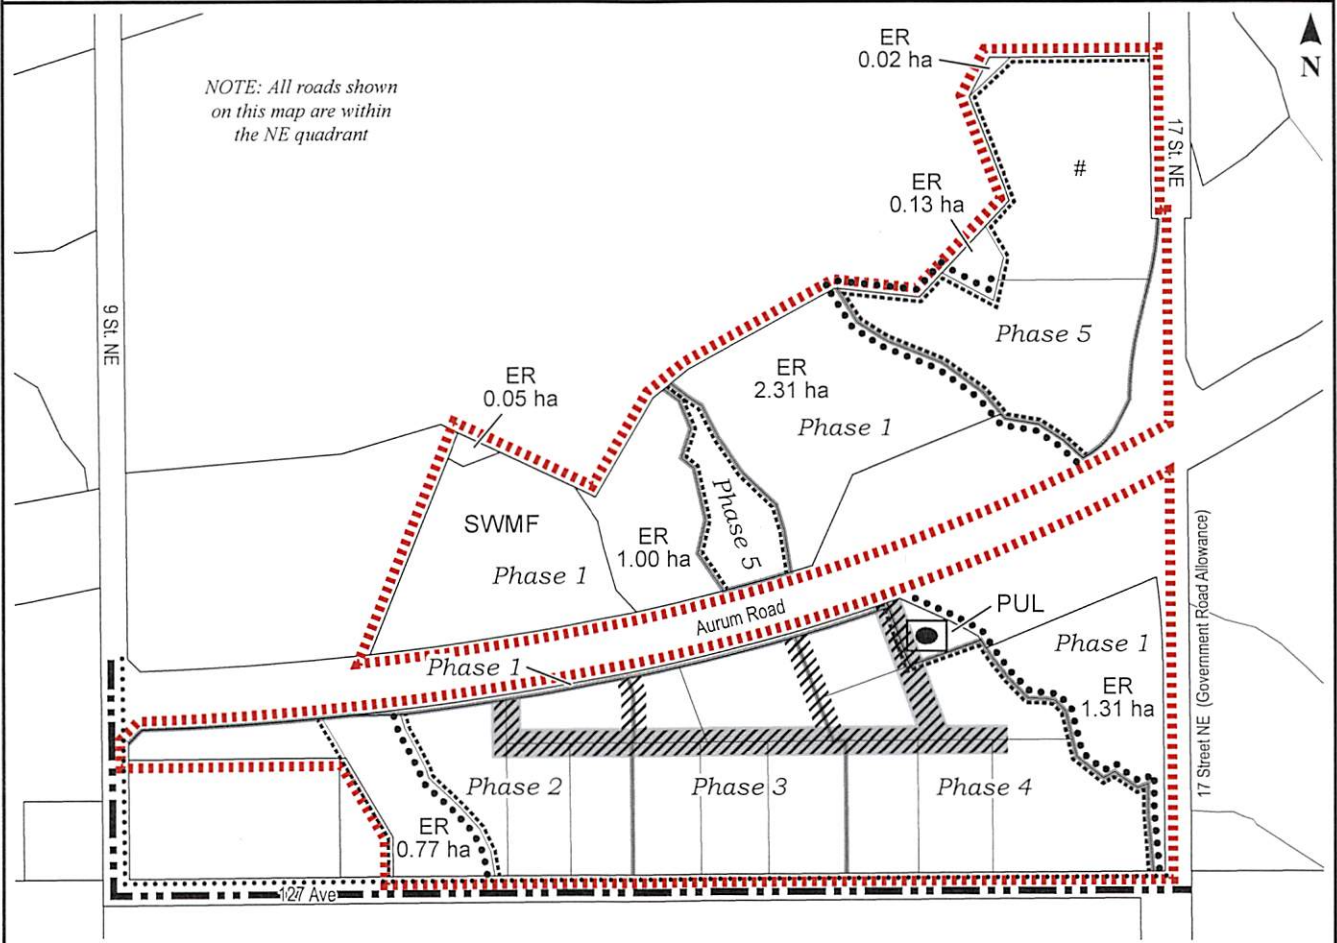 NOTE: All roads shown
on this map are within
the NE quadrant
ER
0.02 ha
N
17 St. NE
#
ER
0.13 ha
9 St. NE
Phase 5
ER
0.05 ha
ER
2.31 ha
Phase 1
SWMF
Phase 1
ER
1.00 ha
Phase 5
Aurum Road
PUL
Phase 1
Phase 1
ER
1.31 ha
17 Street NE (Government Road Allowance)
Phase 2
Phase 3
Phase 4
ER
0.77 ha
127 Ave